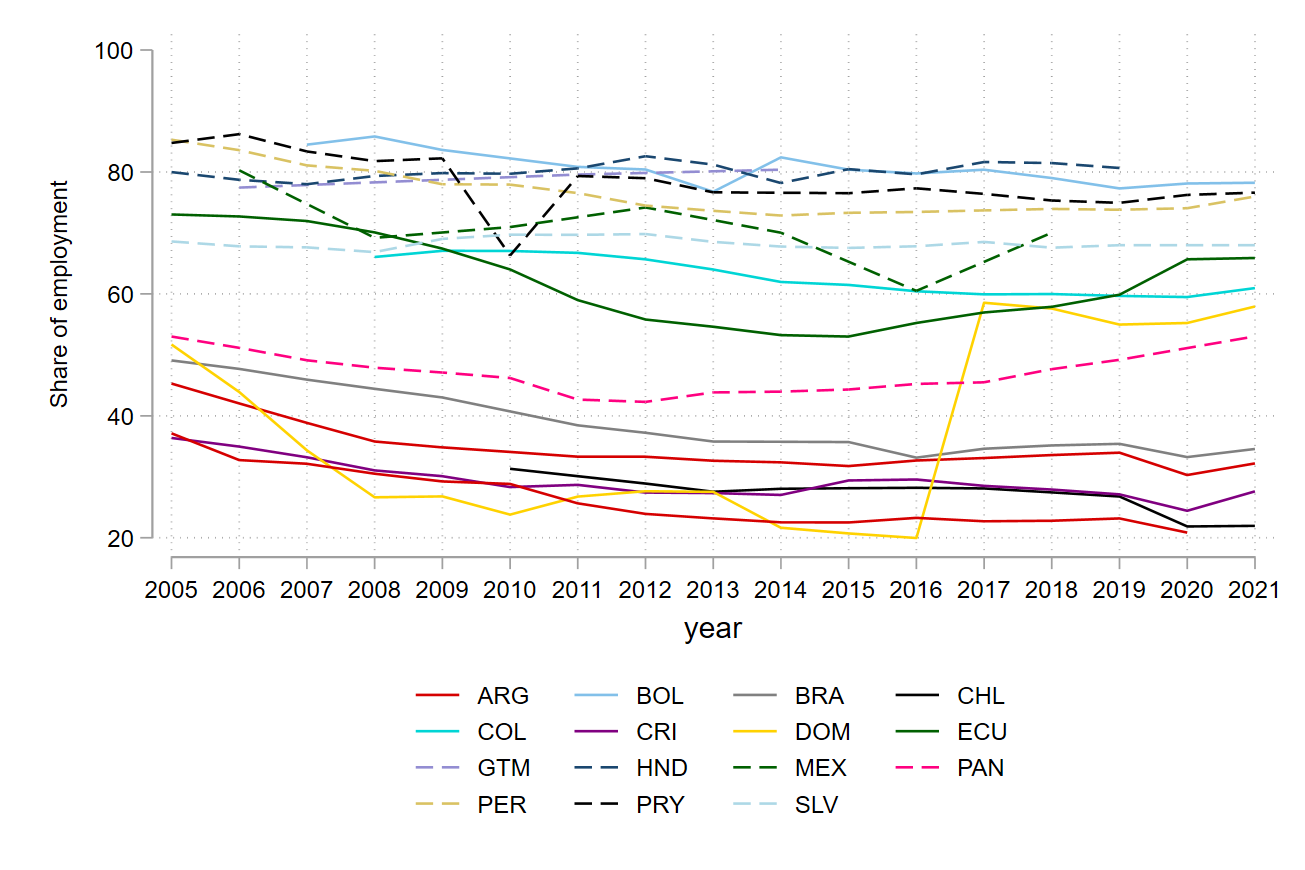 100
80
60
40
20
Share of employment
2005 2006 2007 2008 2009 2010 2011 2012 2013 2014 2015 2016 2017 2018 2019 2020 2021
year
ARG BOL BRA CHL
COL CRI DOM ECU
GTM HND MEX PAN
PER PRY SLV